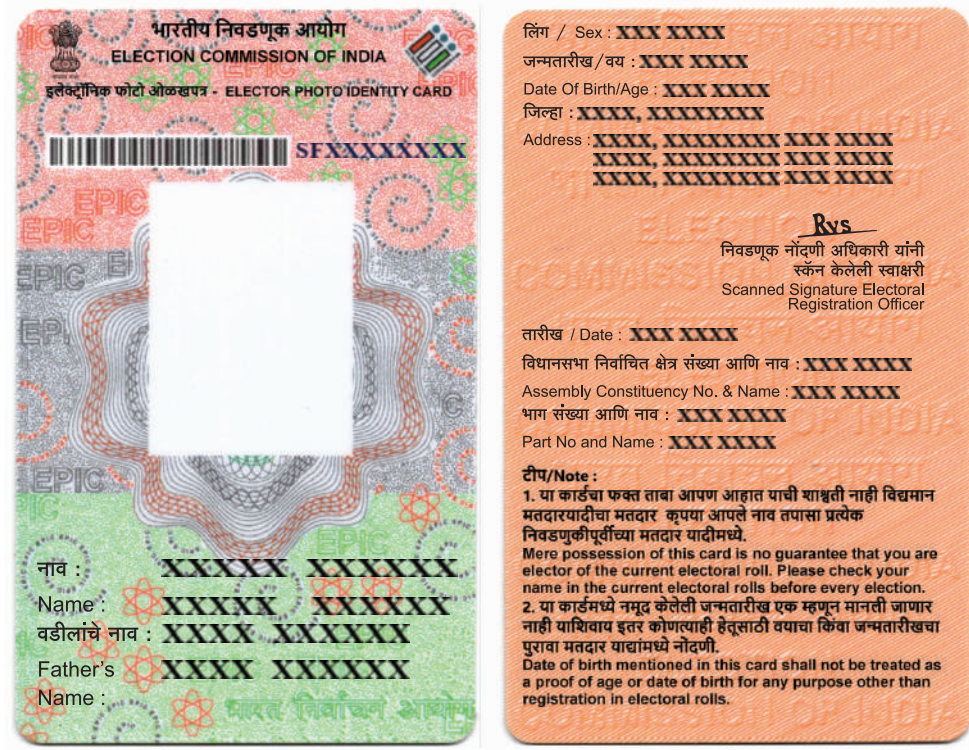 भारतीय निवडणूक आयोग
ELECTION COMMISSION OF INDIA
इलेक्ट्रॉनिक फोटो ओळखपत्र - ELECTOR PHOTO IDENTITY CARD
SFXXXXXXXX
EPIC
EPIC
EPIC
EPIC
EPIC
EPIC
नाव : XXXXX XXXXXX
Name : XXXXX XXXXXX
वडीलांचे नाव : XXXX XXXXXX
Father's XXXX XXXXXX
Name :
भारत निर्वाचन आयोग
लिंग / Sex : XXX XXXX
जन्मतारीख/वय : XXX XXXX
Date Of Birth/Age : XXX XXXX
जिल्हा : XXXX, XXXXXXXX
Address : XXXX, XXXXXXXX XXX XXXX
XXXX, XXXXXXXX XXX XXXX
XXXX, XXXXXXXX XXX XXXX
Rvs
निवडणूक नोंदणी अधिकारी यांनी
स्कॅन केलेली स्वाक्षरी
Scanned Signature Electoral
Registration Officer
तारीख / Date : XXX XXXX
विधानसभा निर्वाचित क्षेत्र संख्या आणि नाव : XXX XXXX
Assembly Constituency No. & Name : XXX XXXX
भाग संख्या आणि नाव : XXX XXXX
Part No and Name : XXX XXXX
टीप/Note :
1. या कार्डचा फक्त ताबा आपण आहात याची शाश्वती नाही विद्यमान
मतदारयादीचा मतदार कृपया आपले नाव तपासा प्रत्येक
निवडणुकीपूर्वीच्या मतदार यादीमध्ये.
Mere possession of this card is no guarantee that you are
elector of the current electoral roll. Please check your
name in the current electoral rolls before every election.
2. या कार्डमध्ये नमूद केलेली जन्मतारीख एक म्हणून मानली जाणार
नाही याशिवाय इतर कोणत्याही हेतूसाठी वयाचा किंवा जन्मतारीखचा
पुरावा मतदार याद्यांमध्ये नोंदणी.
Date of birth mentioned in this card shall not be treated as
a proof of age or date of birth for any purpose other than
registration in electoral rolls.